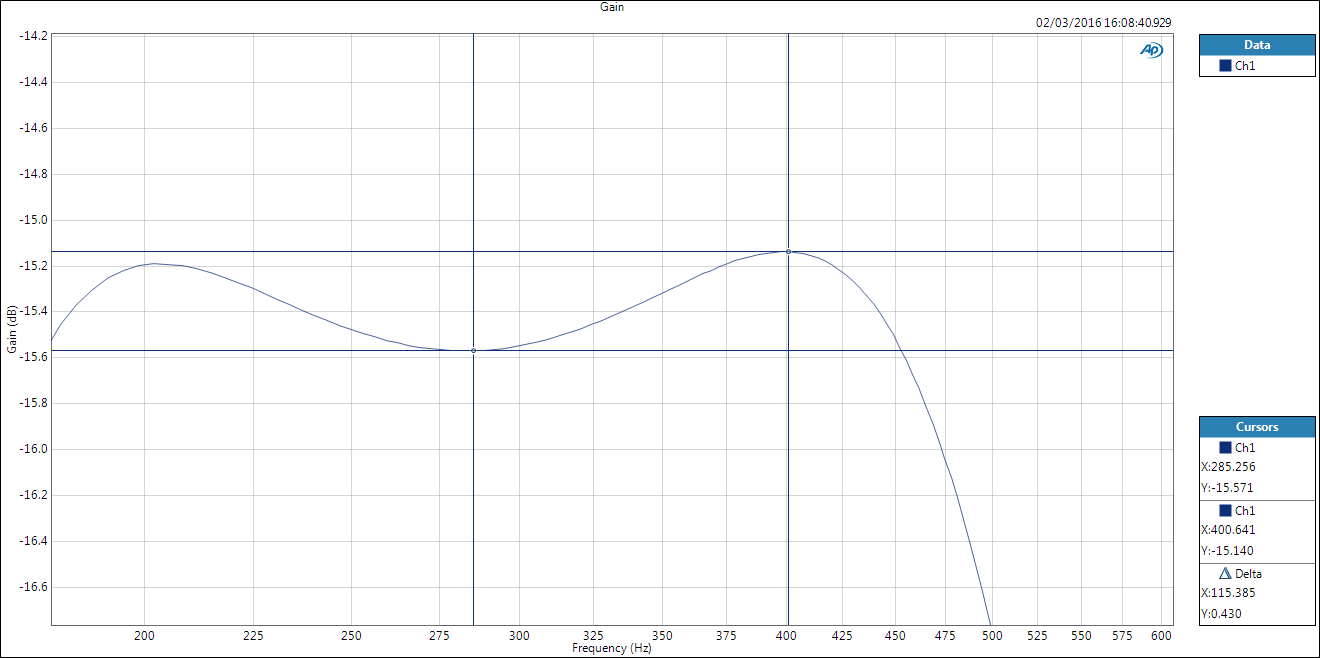 Gain
02/03/2016 16:08:40.929
AP
Data
Ch1
-14.2
-14.4
-14.6
-14.8
-15.0
-15.2
-15.4
-15.6
-15.8
-16.0
-16.2
-16.4
-16.6
Gain (dB)
200 225 250 275 300 325 350 375 400 425 450 475 500 525 550 575 600
Frequency (Hz)
Cursors
Ch1
X:285.256
Y:-15.571
Ch1
X:400.641
Y:-15.140
Delta
X:115.385
Y:0.430